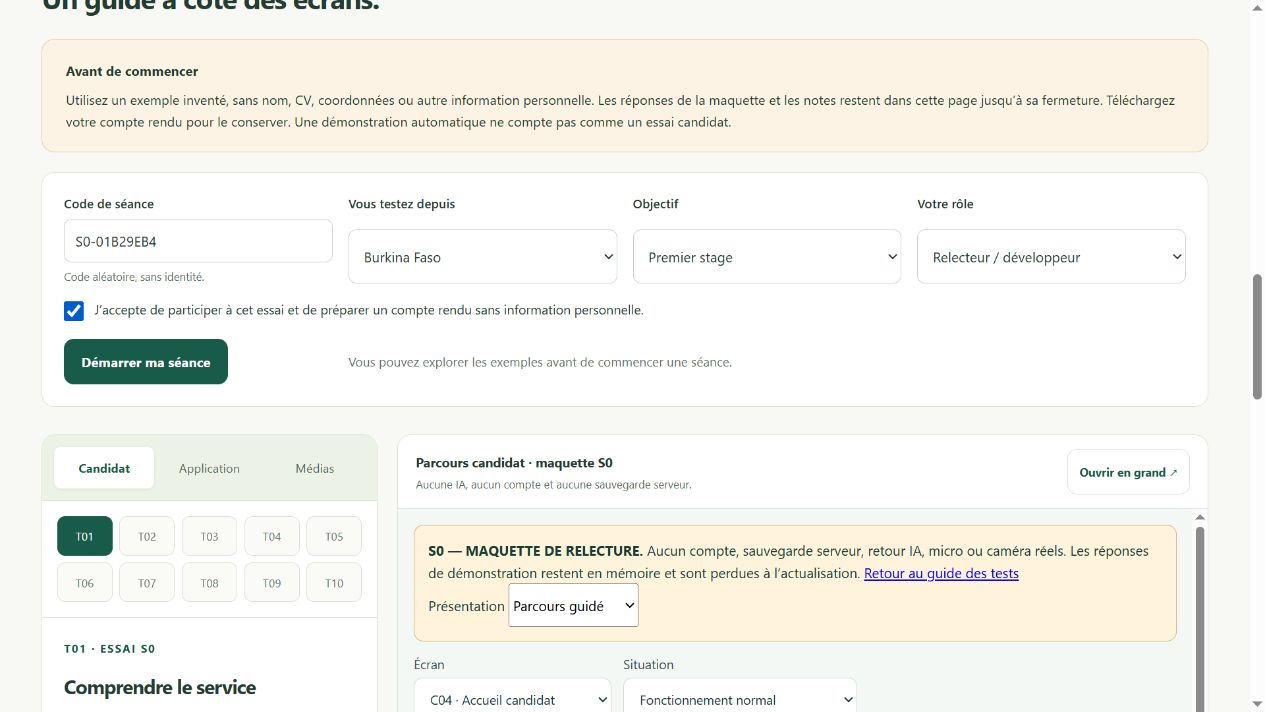 Un guide à côté des écrans.
Avant de commencer
Utilisez un exemple inventé, sans nom, CV, coordonnées ou autre information personnelle. Les réponses de la maquette et les notes restent dans cette page jusqu’à sa fermeture. Téléchargez
votre compte rendu pour le conserver. Une démonstration automatique ne compte pas comme un essai candidat.
Code de séance
Vous testez depuis
Objectif
Votre rôle
S0-01B29EB4
Burkina Faso
Premier stage
Relecteur / développeur
Code aléatoire, sans identité.
J’accepte de participer à cet essai et de préparer un compte rendu sans information personnelle.
Démarrer ma séance
Vous pouvez explorer les exemples avant de commencer une séance.
Candidat
Application
Médias
T01
T02
T03
T04
T05
T06
T07
T08
T09
T10
T01 · ESSAI S0
Comprendre le service
Parcours candidat · maquette S0
Aucune IA, aucun compte et aucune sauvegarde serveur.
Ouvrir en grand ↗
S0 — MAQUETTE DE RELECTURE. Aucun compte, sauvegarde serveur, retour IA, micro ou caméra réels. Les réponses
de démonstration restent en mémoire et sont perdues à l’actualisation. Retour au guide des tests
Présentation Parcours guidé
Écran
Situation
C04 · Accueil candidat
Fonctionnement normal